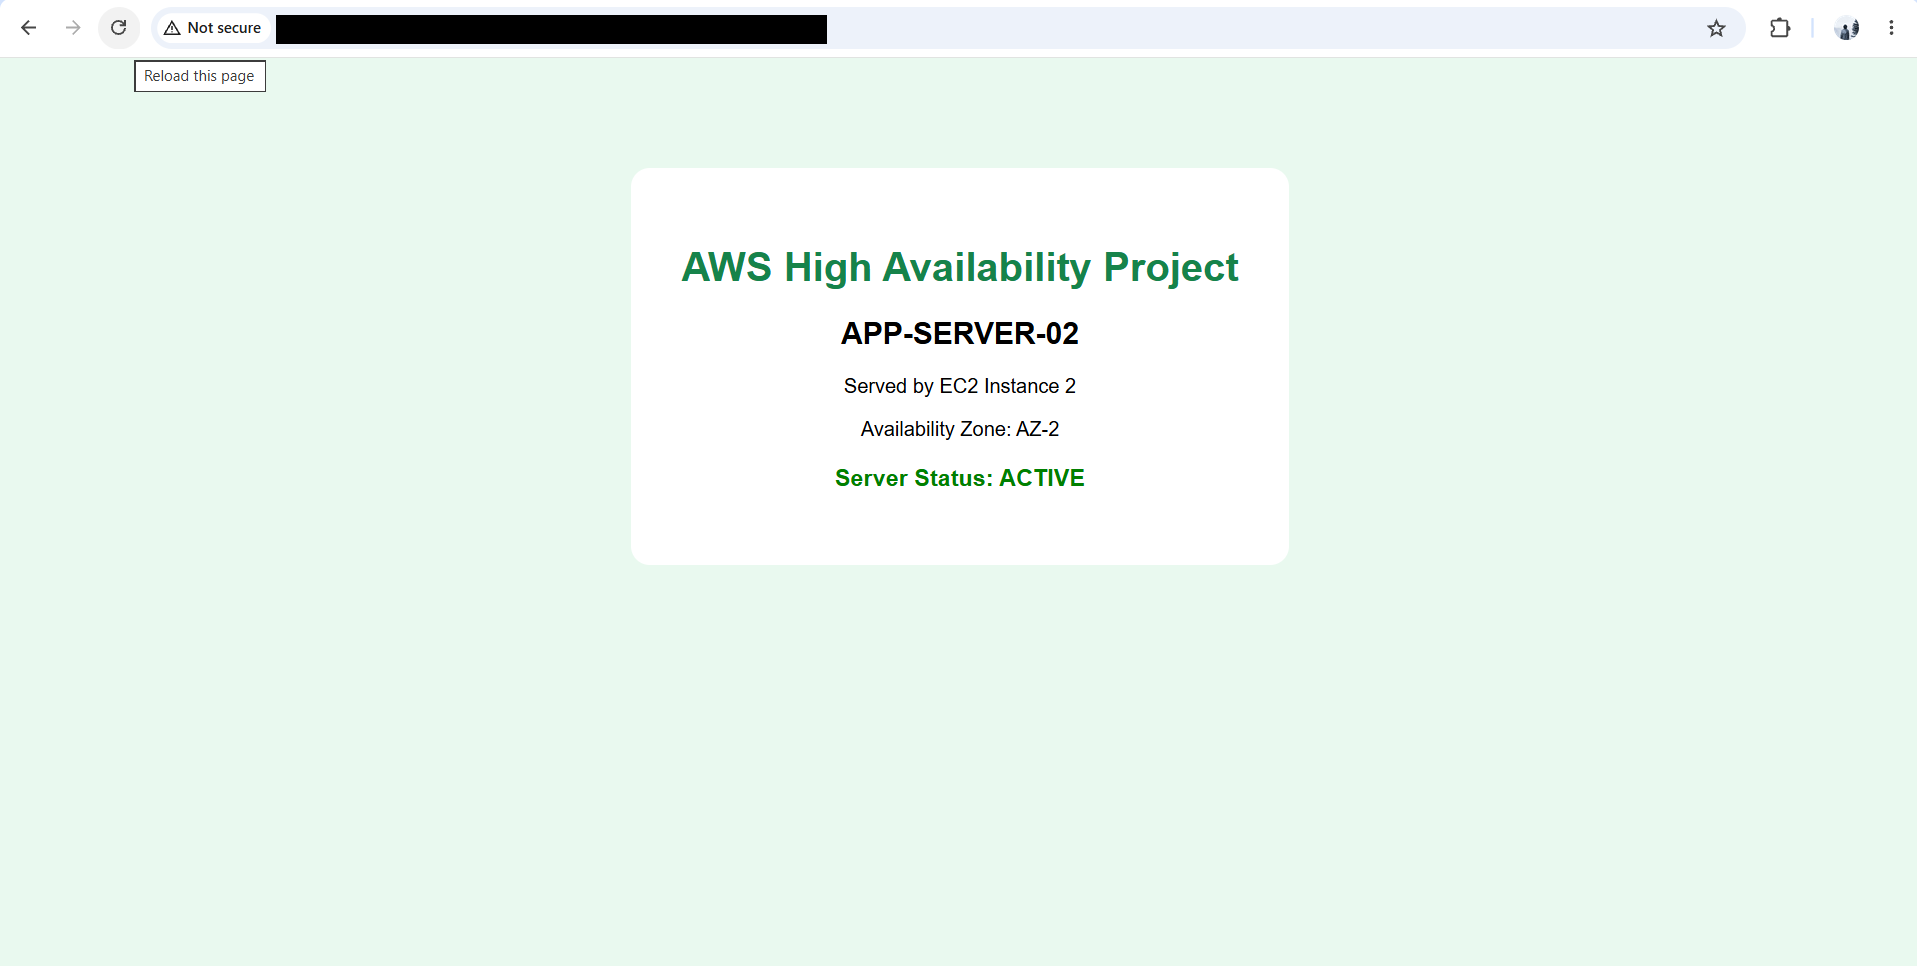 Not secure
Reload this page
AWS High Availability Project
APP-SERVER-02
Served by EC2 Instance 2
Availability Zone: AZ-2
Server Status: ACTIVE